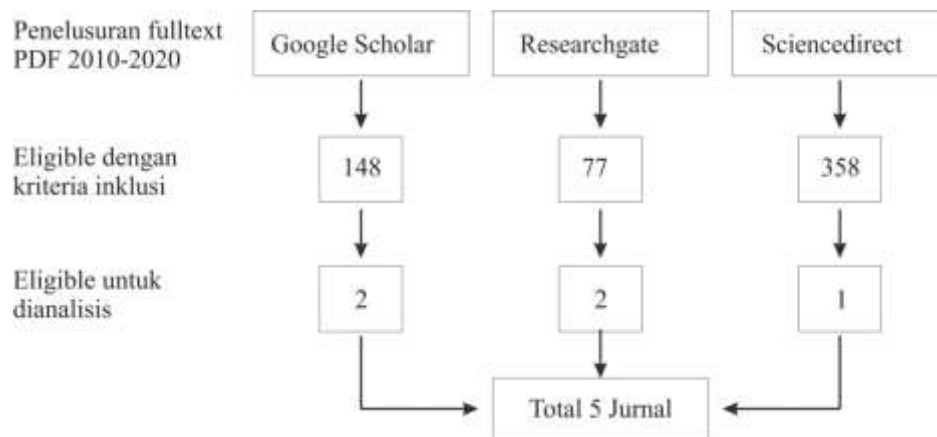 Penelusuran fulltext
PDF 2010-2020
Google Scholar
Researchgate
Sciencedirect
Eligible dengan
kriteria inklusi
148
77
358
Eligible untuk
dianalisis
2
2
1
Total 5 Jurnal